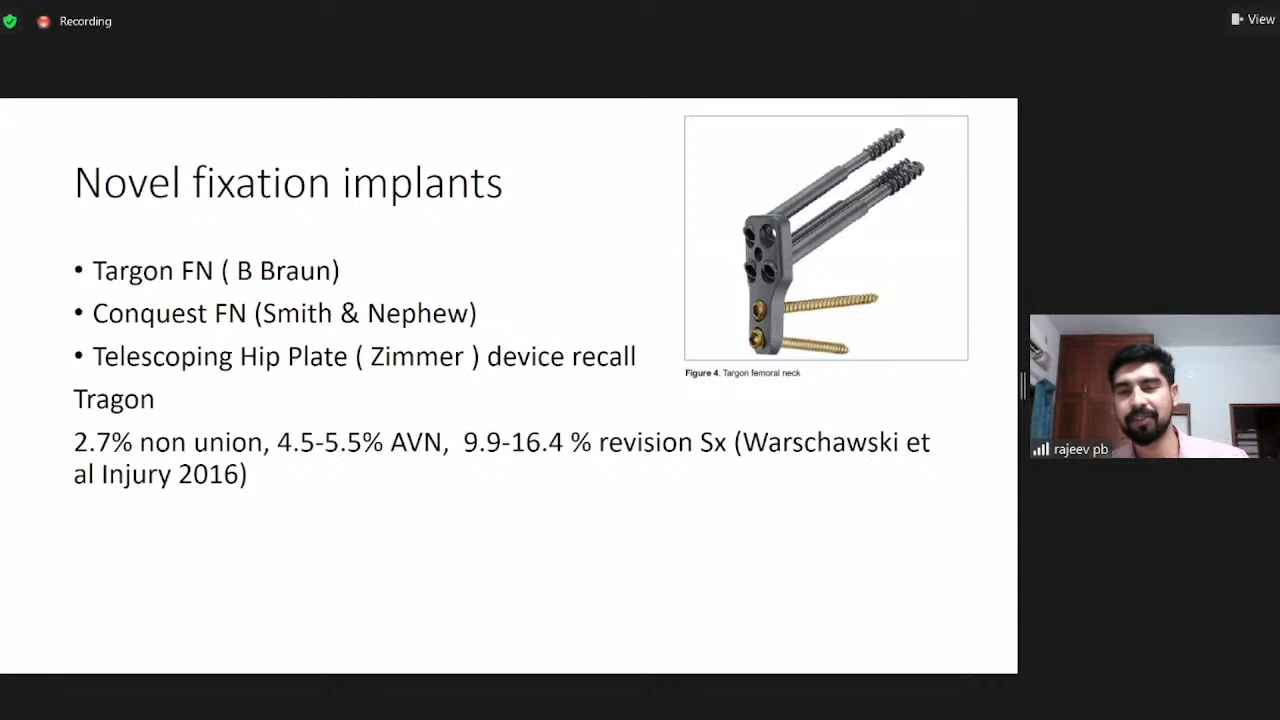 Recording
View
Novel fixation implants
• Targon FN ( B Braun)
• Conquest FN (Smith & Nephew)
• Telescoping Hip Plate ( Zimmer ) device recall
Tragon
2.7% non union, 4.5-5.5% AVN,  9.9-16.4 % revision Sx (Warschawski et
al Injury 2016)
Figure 4. Targon femoral neck
rajeev pb